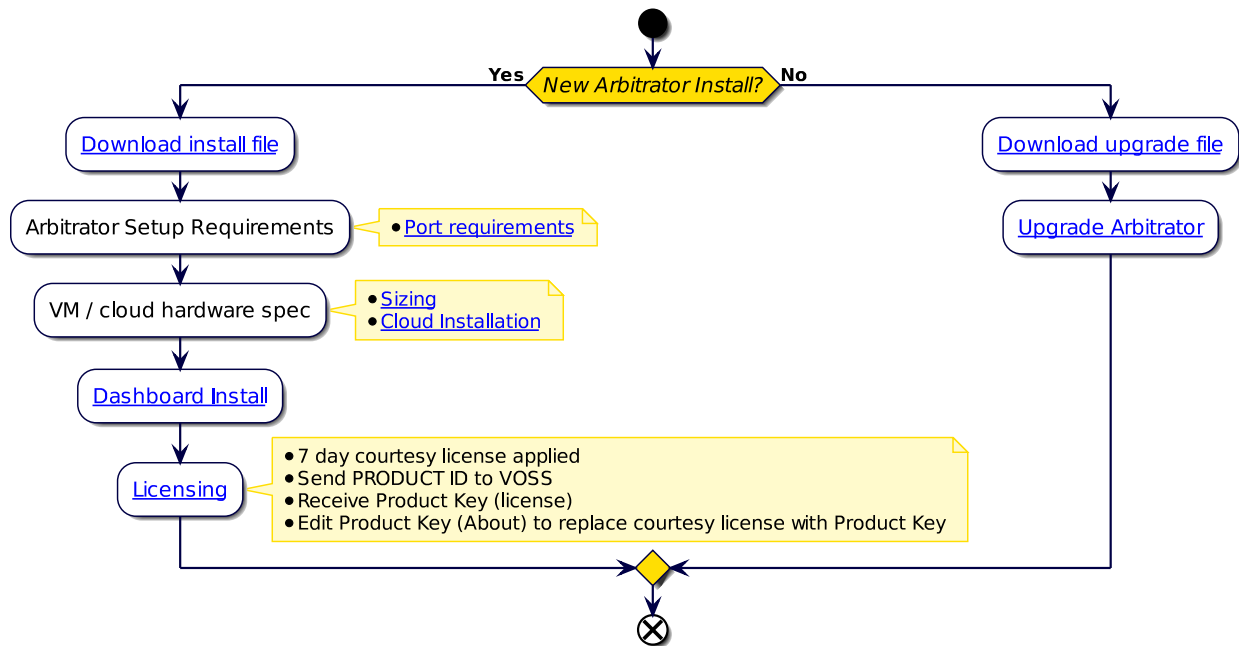 New Arbitrator Install?
Yes
No
Download install file
Arbitrator Setup Requirements
•Port requirements
VM / cloud hardware spec
•Sizing
•Cloud Installation
Dashboard Install
Licensing
•7 day courtesy license applied
•Send PRODUCT ID to VOSS
•Receive Product Key (license)
•Edit Product Key (About) to replace courtesy license with Product Key
Download upgrade file
Upgrade Arbitrator